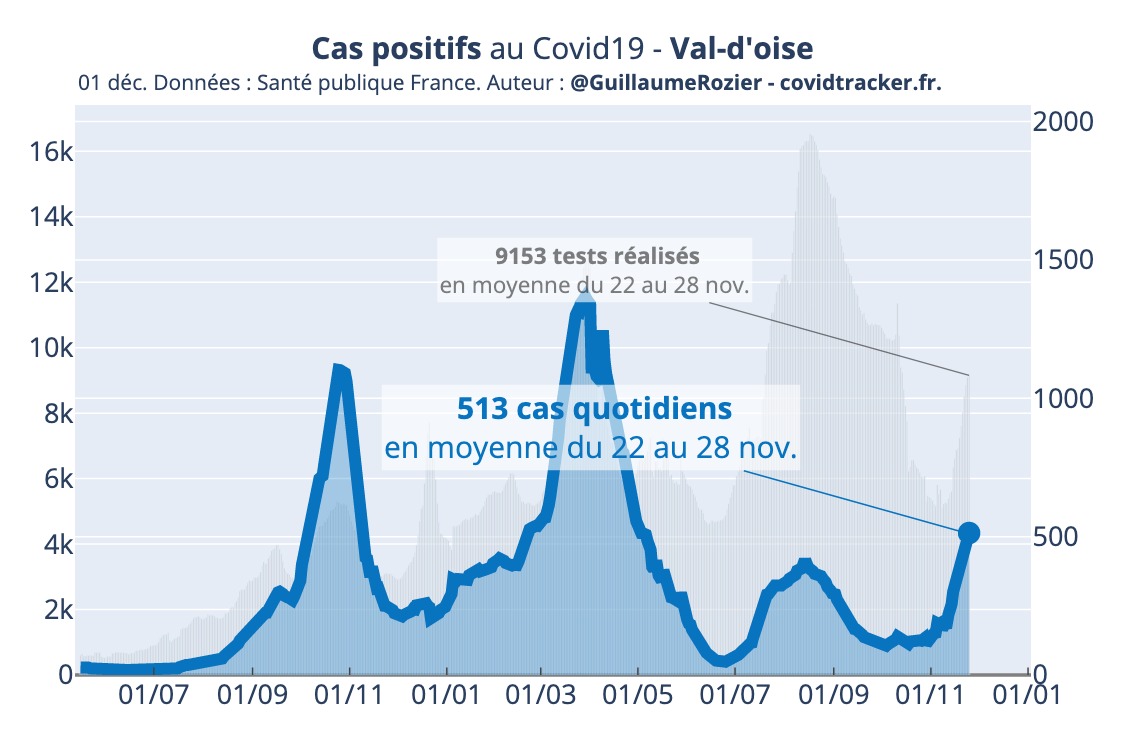 Cas positifs au Covid19 - Val-d'oise
01 déc. Données : Santé publique France. Auteur : @GuillaumeRozier - covidtracker.fr.
2000
16k
14k
1500
9153 tests réalisés
en moyenne du 22 au 28 nov.
12k
10k
1000
8k
513 cas quotidiens
en moyenne du 22 au 28 nov.
6k
500
4k
2k
0
0
01/07 01/09 01/11 01/01 01/03 01/05 01/07 01/09 01/11 01/01